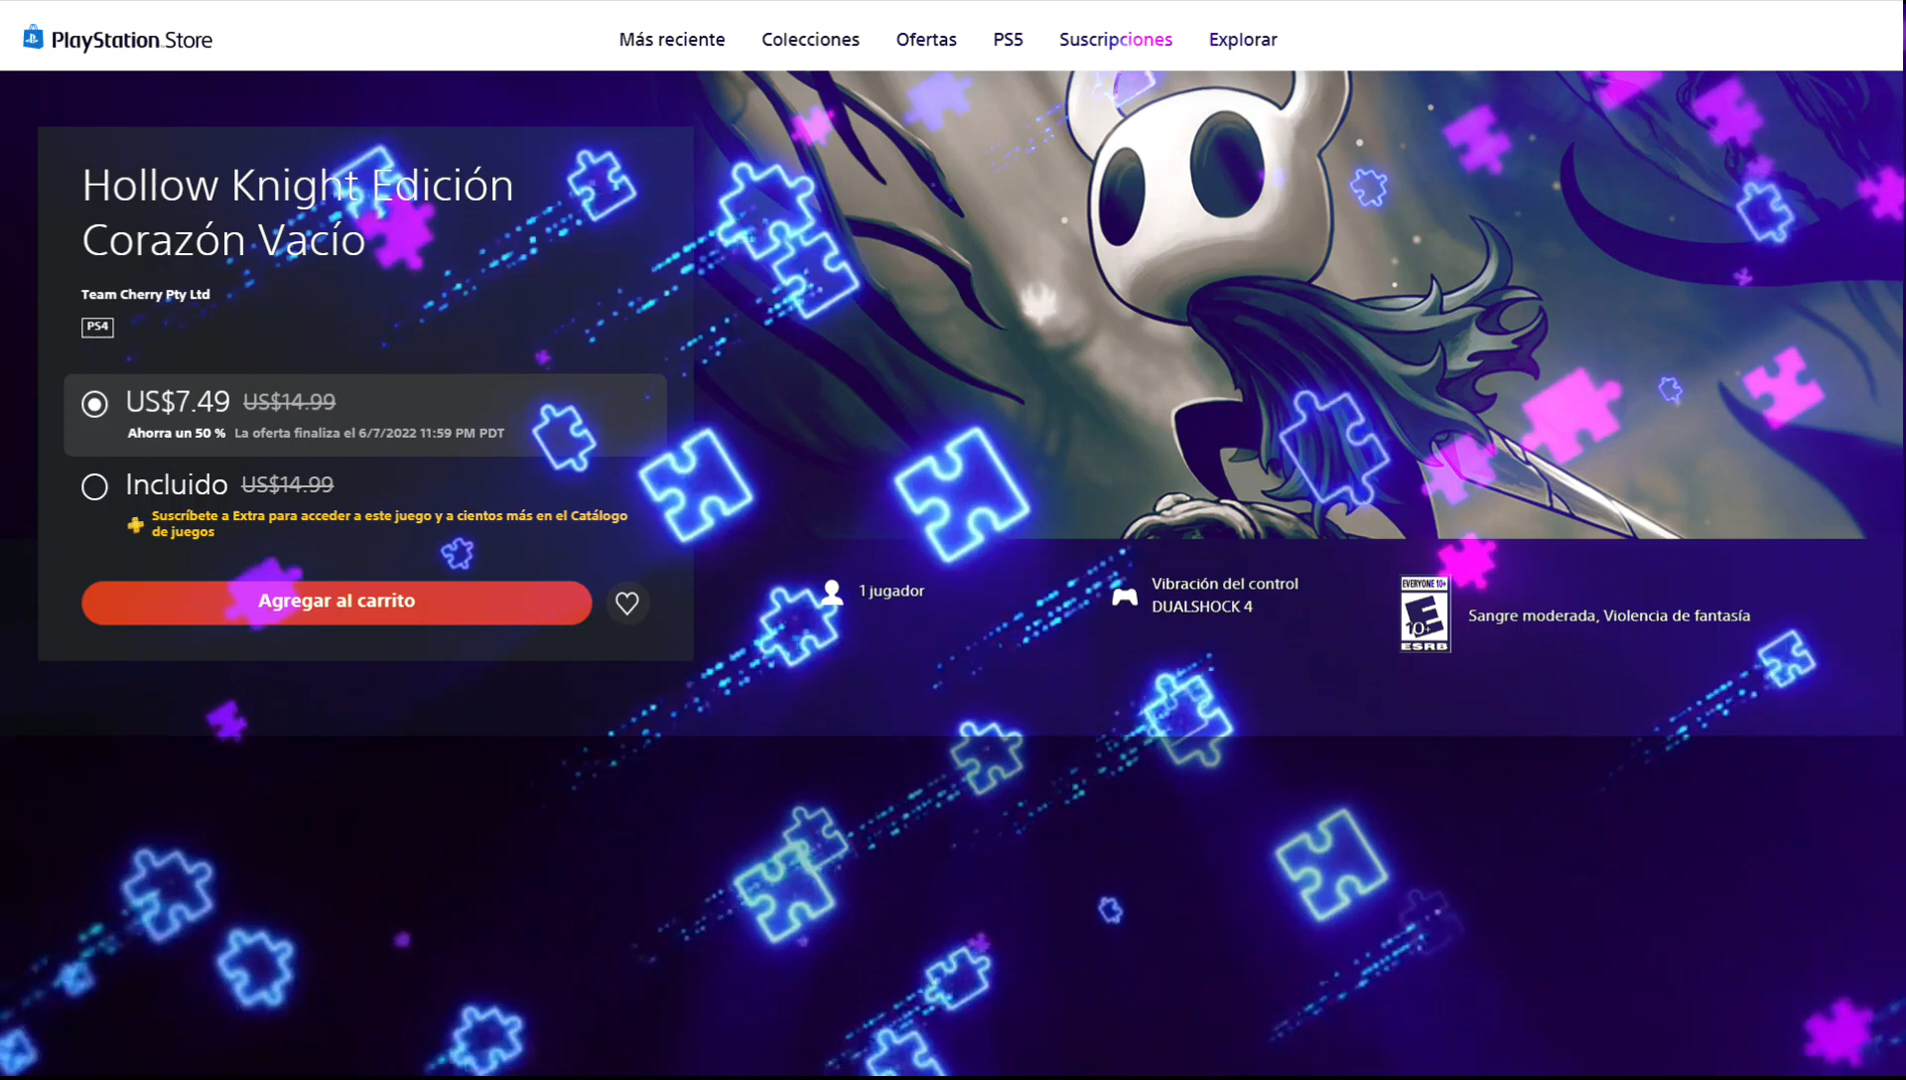 PlayStation Store
Más reciente Colecciones Ofertas PS5 Suscripciones Explorar
Hollow Knight Edición
Corazón Vacío
Team Cherry Pty Ltd
PS4
US$7.49 US$14.99
Ahorra un 50 % La oferta finaliza el 6/7/2022 11:59 PM PDT
Incluido US$14.99
Suscríbete a Extra para acceder a este juego y a cientos más en el Catálogo
de juegos
Agregar al carrito
1 jugador
Vibración del control
DUALSHOCK 4
EVERYONE 10+
E
10+
ESRB
Sangre moderada, Violencia de fantasía